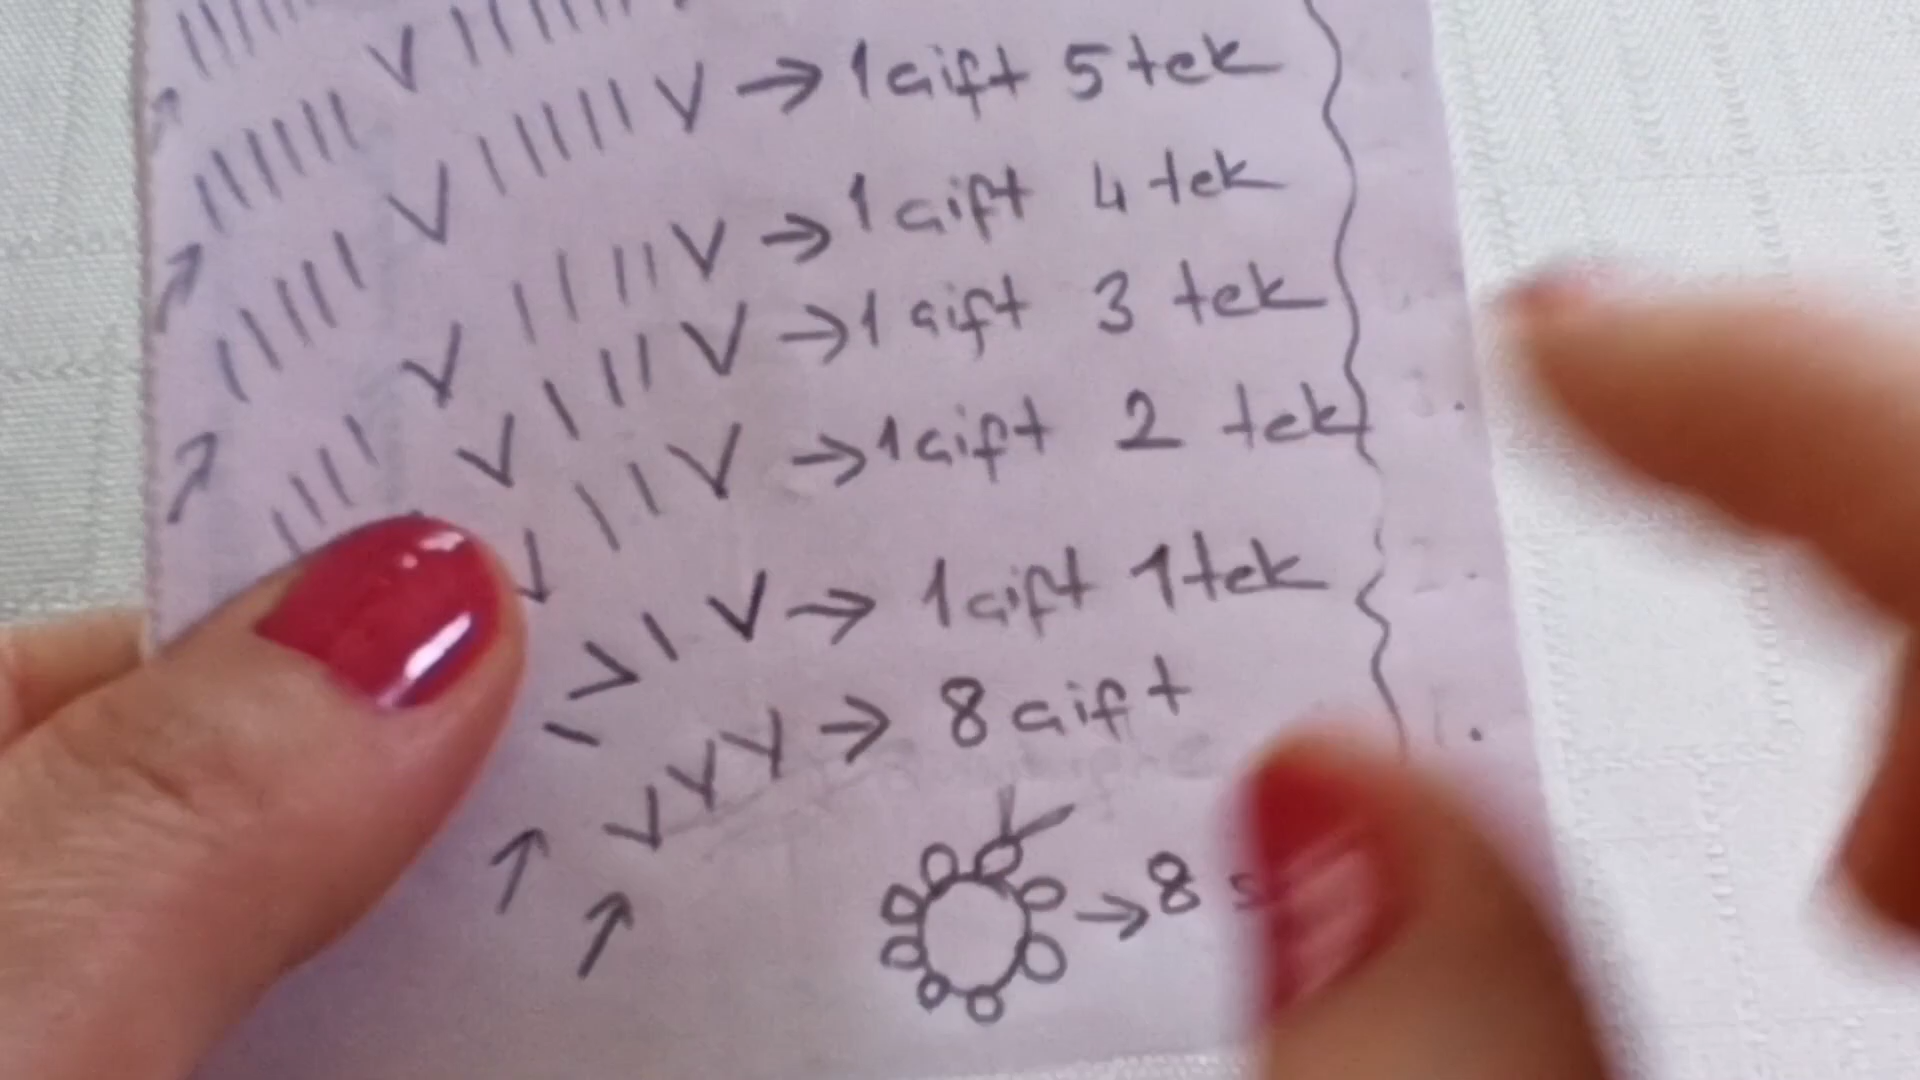 → 1 çift 5 tek
→ 1 çift 4 tek
→ 1 çift 3 tek
→ 1 çift 2 tek
→ 1 çift 1 tek
→ 8 çift
→ 8